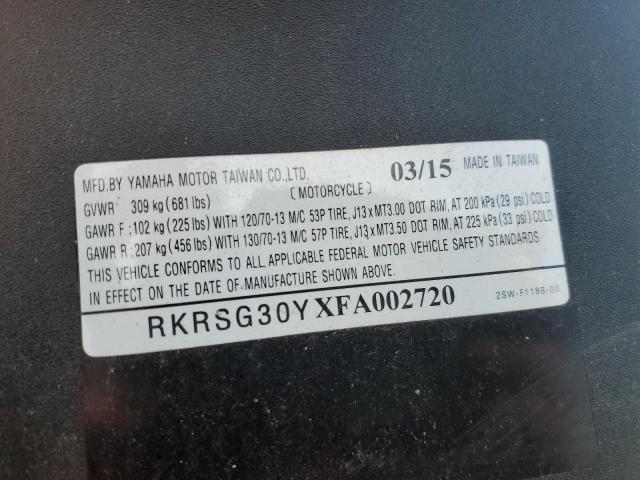 MFD.BY YAMAHA MOTOR TAIWAN CO.,LTD. 03/15 MADE IN TAIWAN
GVWR : 309 kg (681 lbs) [ MOTORCYCLE ]
GAWR F : 102 kg (225 lbs) WITH 120/70-13 M/C 53P TIRE, J13 x MT3.00 DOT RIM, AT 200 kPa (29 psi) COLD
GAWR R : 207 kg (456 lbs) WITH 130/70-13 M/C 57P TIRE, J13 x MT3.50 DOT RIM, AT 225 kPa (33 psi) COLD
THIS VEHICLE CONFORMS TO ALL APPLICABLE FEDERAL MOTOR VEHICLE SAFETY STANDARDS
IN EFFECT ON THE DATE OF MANUFACTURE SHOWN ABOVE.
RKRSG30YXFA002720 2SW-F118B-00